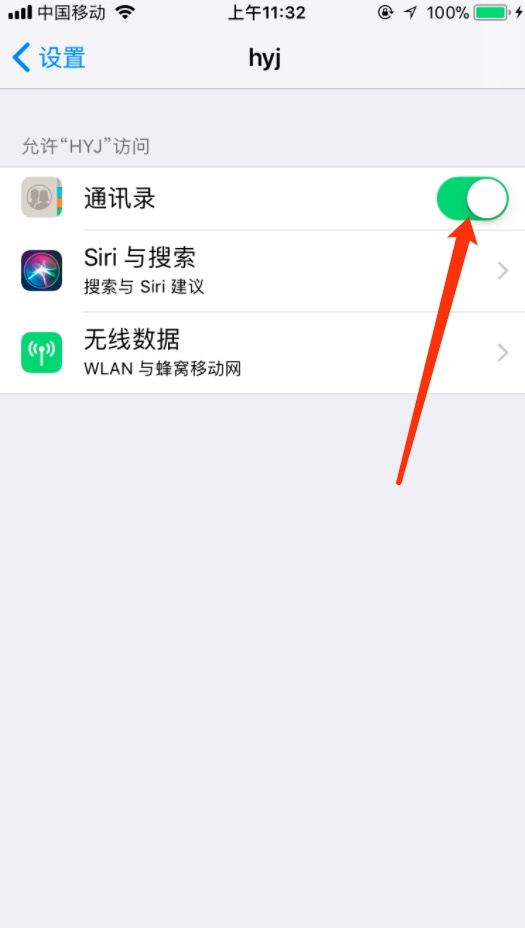 中国移动 上午11:32 100%
设置 hyj
允许“HYJ”访问
通讯录
Siri 与搜索
搜索与 Siri 建议
无线数据
WLAN 与蜂窝移动网